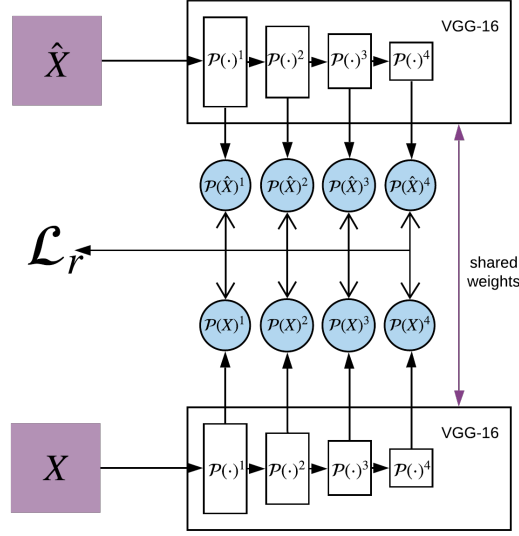 VGG-16
X̂
𝒫(·)¹ 𝒫(·)² 𝒫(·)³ 𝒫(·)⁴
𝒫(X̂)¹ 𝒫(X̂)² 𝒫(X̂)³ 𝒫(X̂)⁴
ℒᵣ
shared
weights
𝒫(X)¹ 𝒫(X)² 𝒫(X)³ 𝒫(X)⁴
VGG-16
X
𝒫(·)¹ 𝒫(·)² 𝒫(·)³ 𝒫(·)⁴